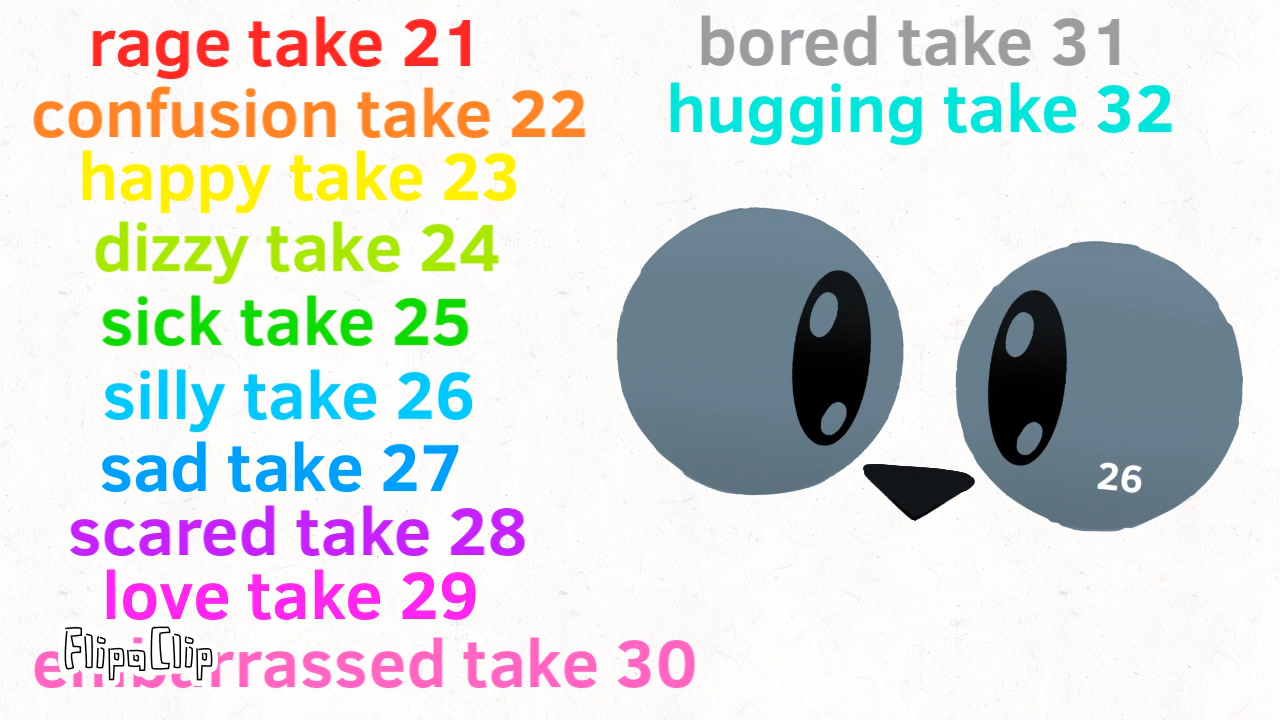 rage take 21
confusion take 22
happy take 23
dizzy take 24
sick take 25
silly take 26
sad take 27
scared take 28
love take 29
embarrassed take 30
FlipaClip
bored take 31
hugging take 32
26